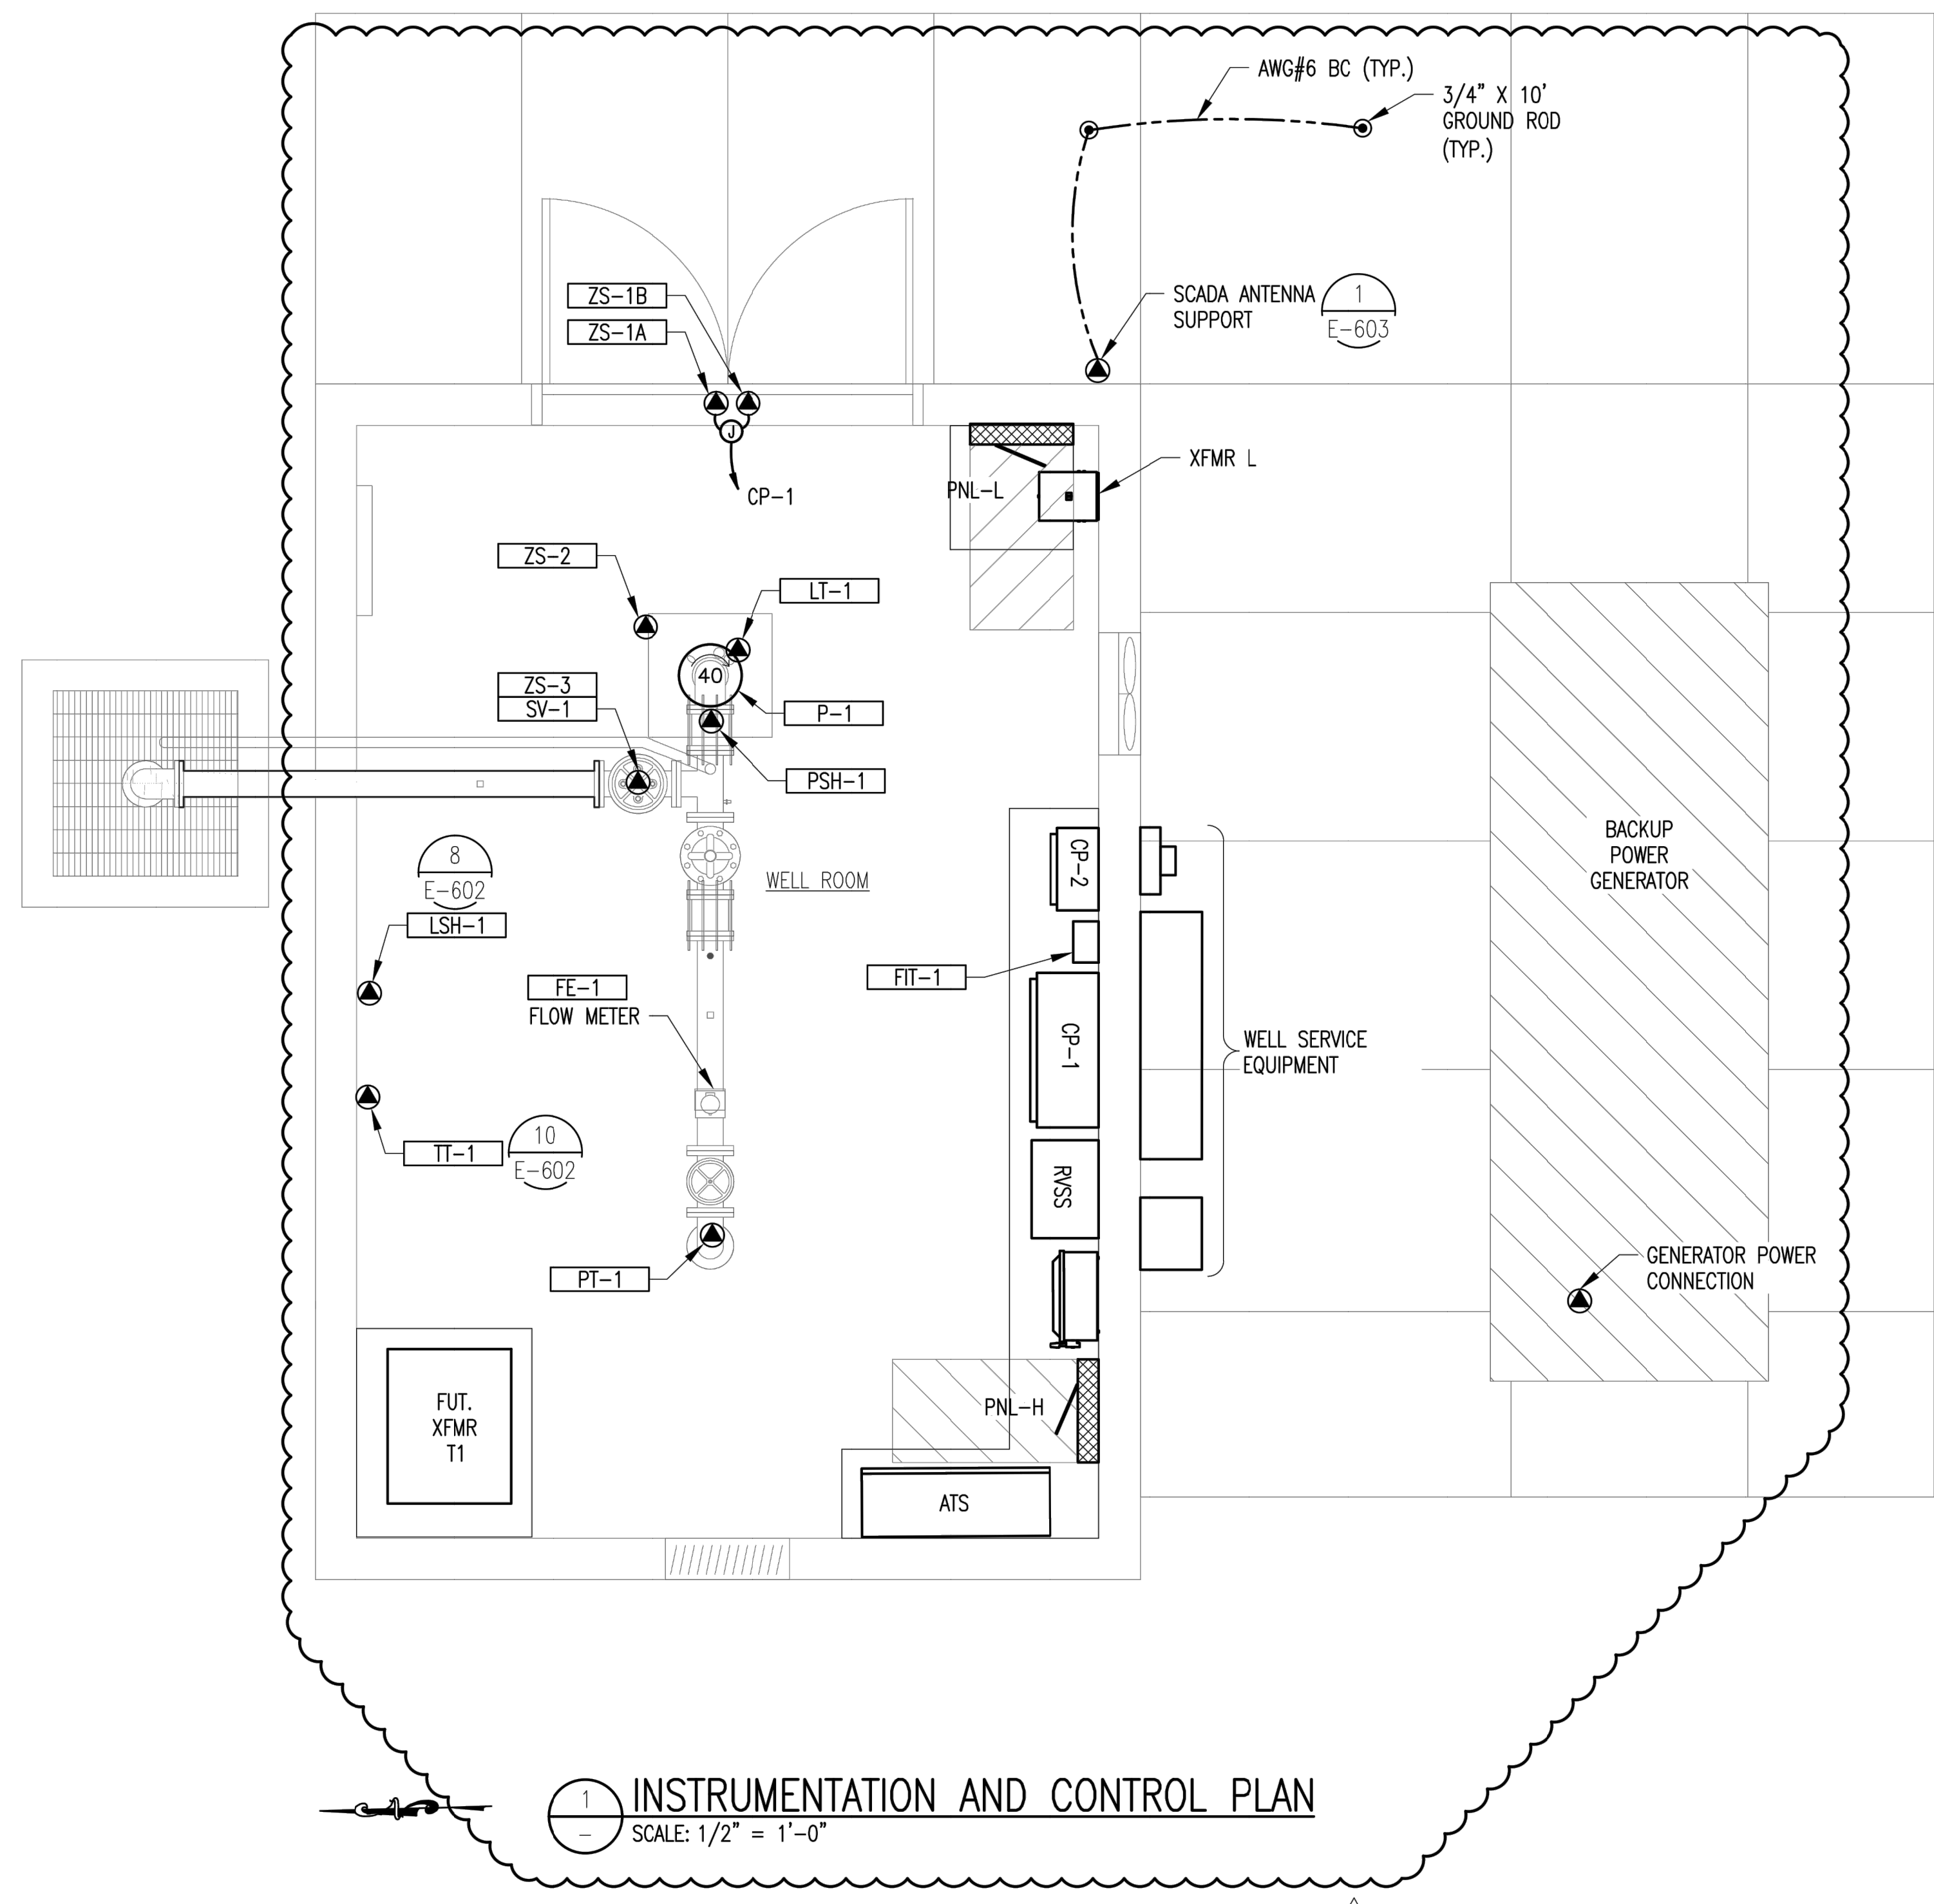 AWG#6 BC (TYP.)
3/4" X 10'
GROUND ROD
(TYP.)
ZS-1B
ZS-1A
SCADA ANTENNA
SUPPORT
1
E-603
J
CP-1
PNL-L
XFMR L
ZS-2
LT-1
40
ZS-3
SV-1
P-1
PSH-1
8
E-602
LSH-1
WELL ROOM
CP-2
BACKUP
POWER
GENERATOR
FE-1
FLOW METER
FIT-1
CP-1
WELL SERVICE
EQUIPMENT
TT-1
10
E-602
RVSS
PT-1
GENERATOR POWER
CONNECTION
FUT.
XFMR
T1
PNL-H
ATS
1
-
INSTRUMENTATION AND CONTROL PLAN
SCALE: 1/2" = 1'-0"